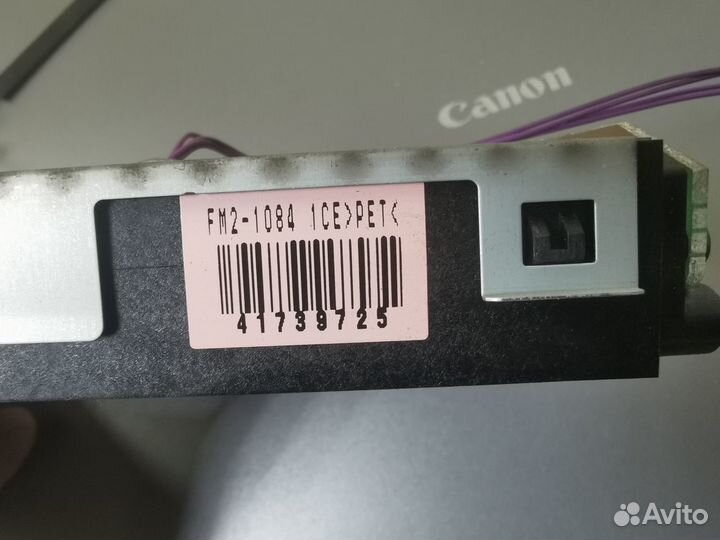 Canon
FM2-1084 1CE>PET<
41739725
Avito